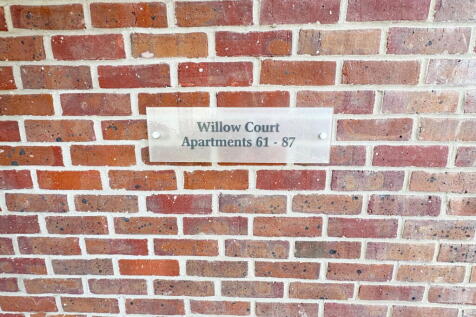 Willow Court
Apartments 61 - 87